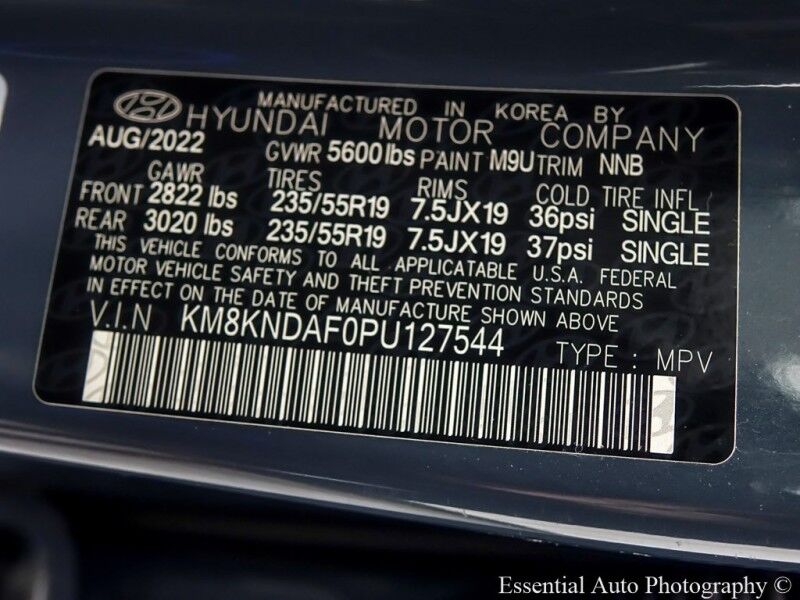 MANUFACTURED IN KOREA BY
HYUNDAI MOTOR COMPANY
AUG/2022 GVWR 5600lbs PAINT M9U TRIM NNB
GAWR TIRES RIMS COLD TIRE INFL
FRONT 2822 lbs 235/55R19 7.5JX19 36psi SINGLE
REAR 3020 lbs 235/55R19 7.5JX19 37psi SINGLE
THIS VEHICLE CONFORMS TO ALL APPLICABLE U.S.A. FEDERAL
MOTOR VEHICLE SAFETY AND THEFT PREVENTION STANDARDS
IN EFFECT ON THE DATE OF MANUFACTURE SHOWN ABOVE
V.I.N KM8KNDAF0PU127544 TYPE : MPV
Essential Auto Photography ©